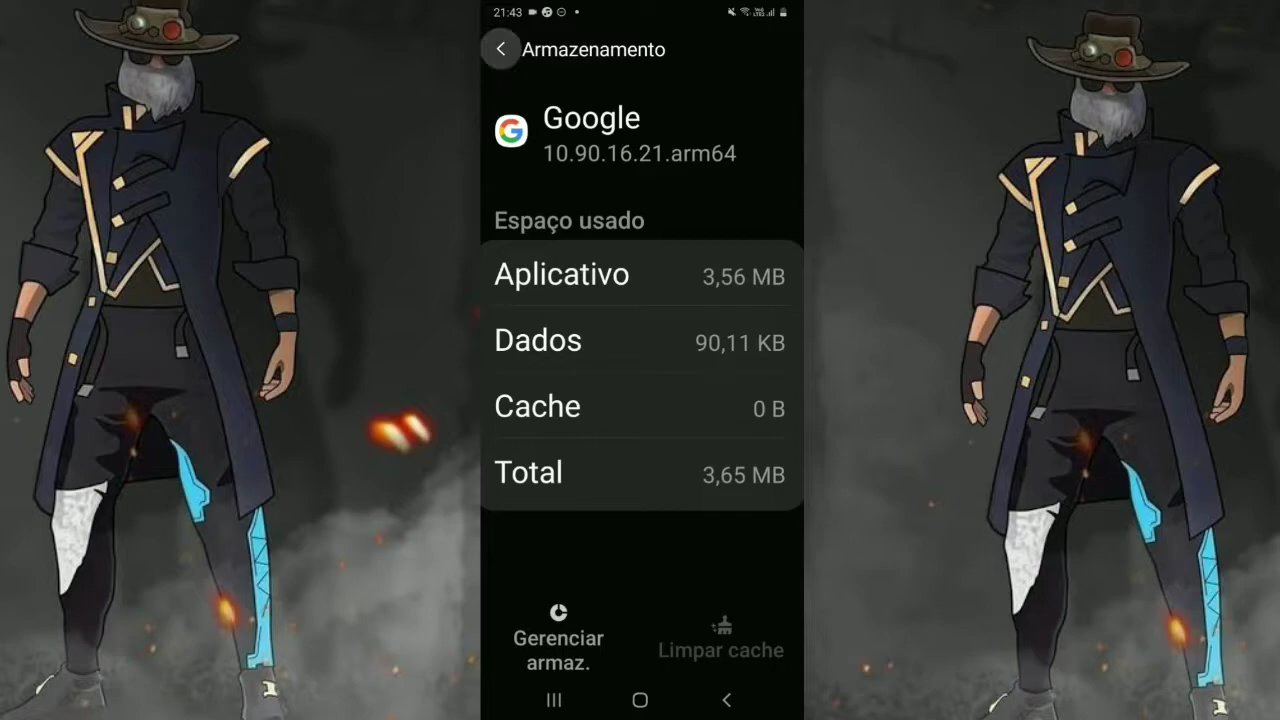 21:43
Armazenamento
Google
10.90.16.21.arm64
Espaço usado
Aplicativo 3,56 MB
Dados 90,11 KB
Cache 0 B
Total 3,65 MB
Gerenciar
armaz.
Limpar cache